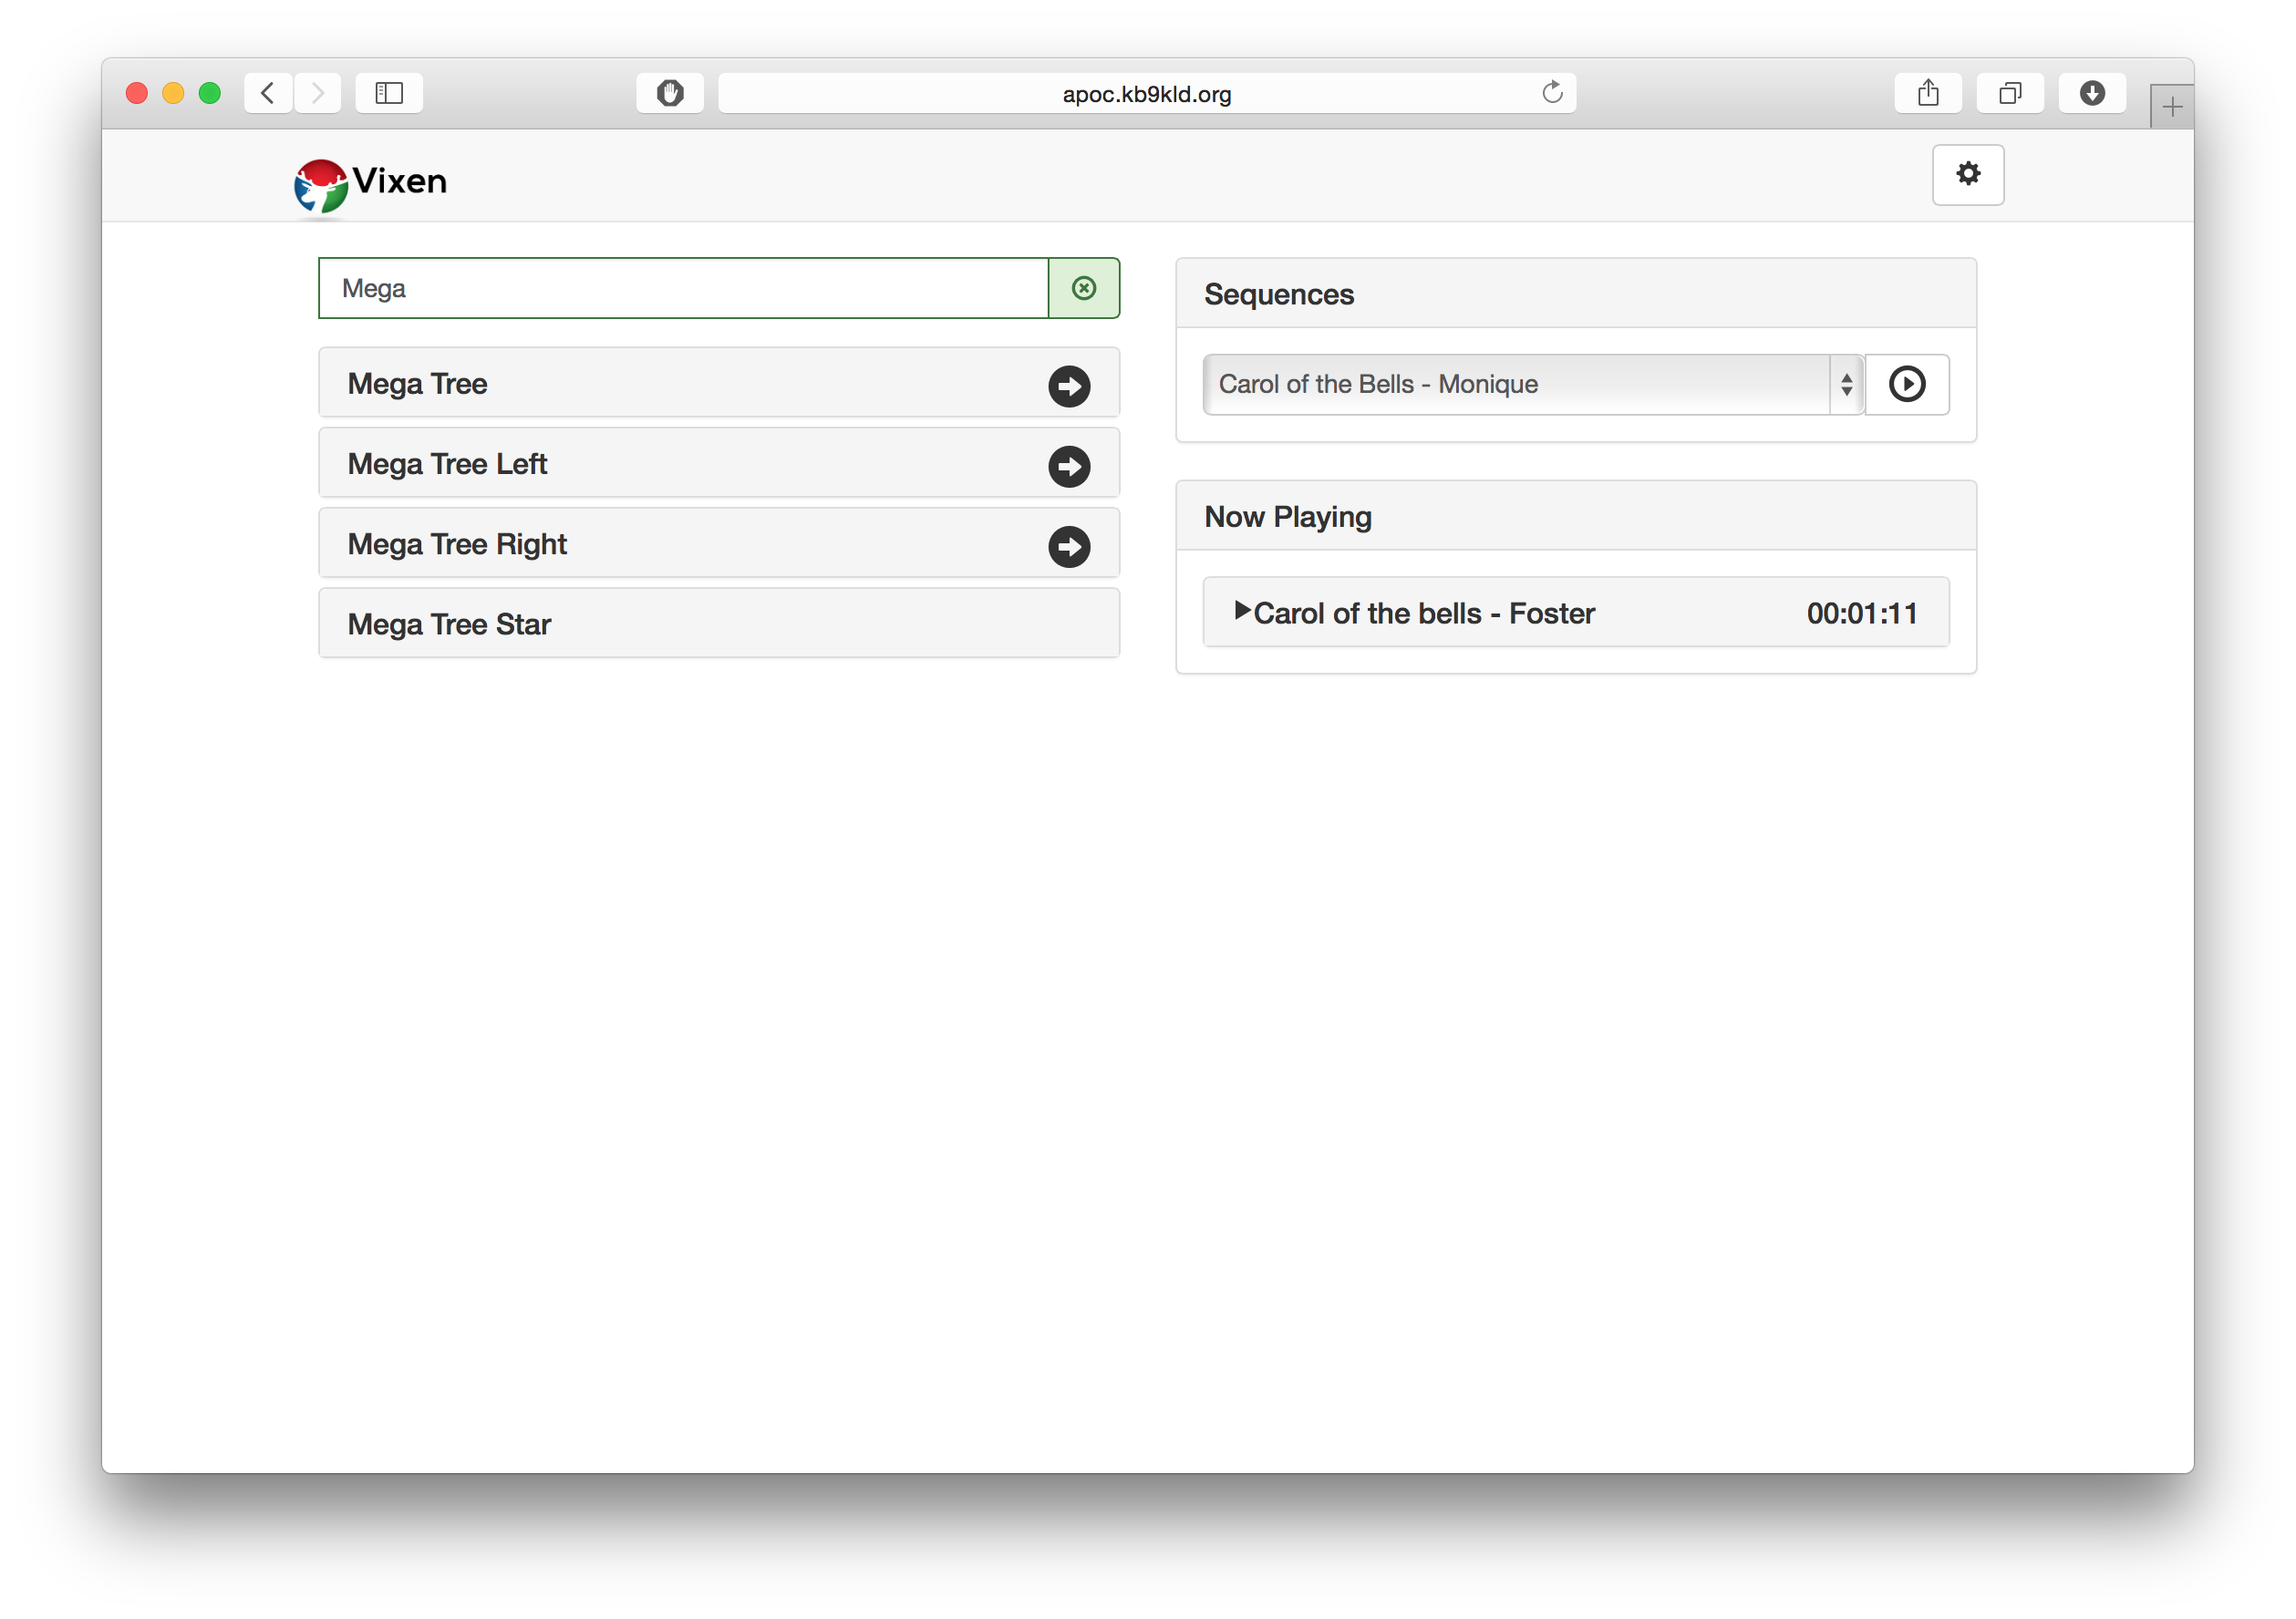 apoc.kb9kld.org
Vixen
Mega
Mega Tree
Mega Tree Left
Mega Tree Right
Mega Tree Star
Sequences
Carol of the Bells - Monique
Now Playing
Carol of the bells - Foster 00:01:11